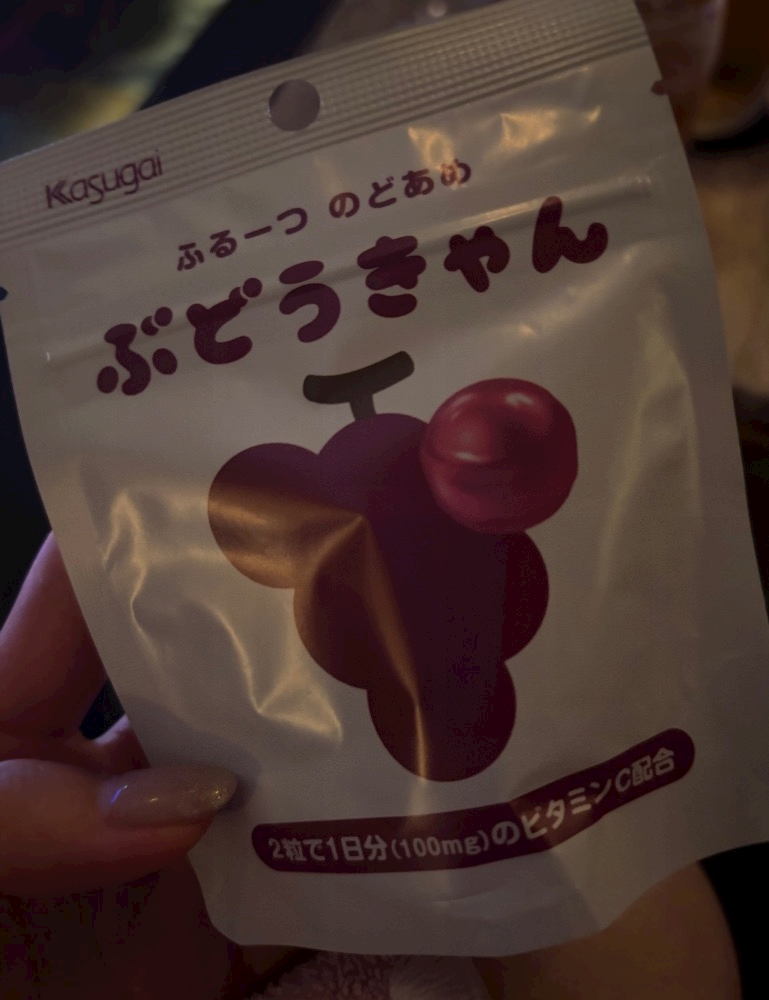 Kasugai
ふるーつ のどあめ
ぶどうきゃん
2粒で1日分(100mg)のビタミンC配合